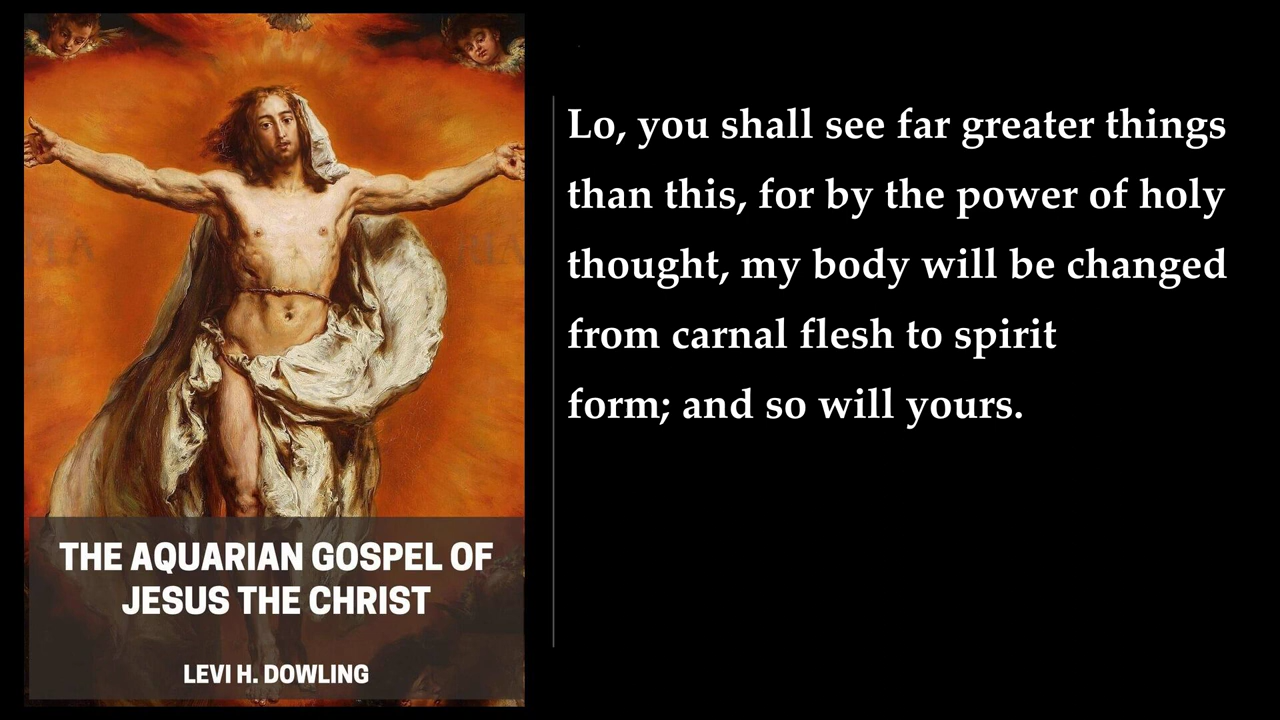 THE AQUARIAN GOSPEL OF
JESUS THE CHRIST
LEVI H. DOWLING
Lo, you shall see far greater things
than this, for by the power of holy
thought, my body will be changed
from carnal flesh to spirit
form; and so will yours.